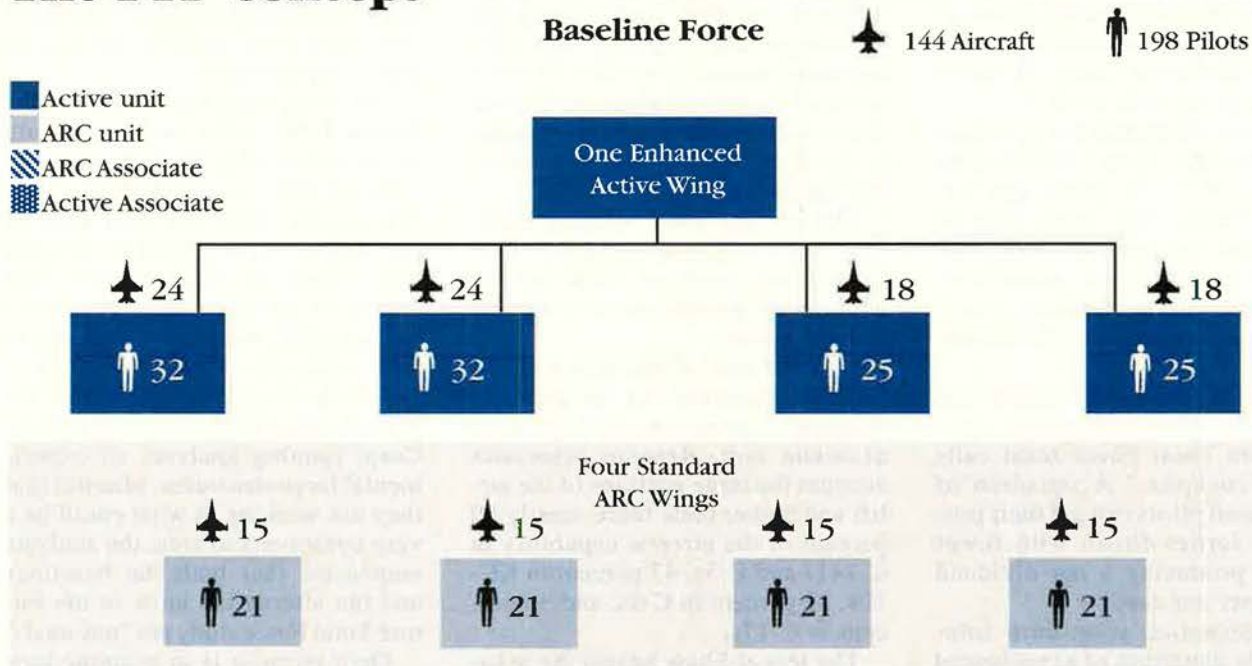 Baseline Force
144 Aircraft
198 Pilots
Active unit
ARC unit
ARC Associate
Active Associate
One Enhanced
Active Wing
24
24
18
18
32
32
25
25
Four Standard
ARC Wings
15
15
15
15
21
21
21
21